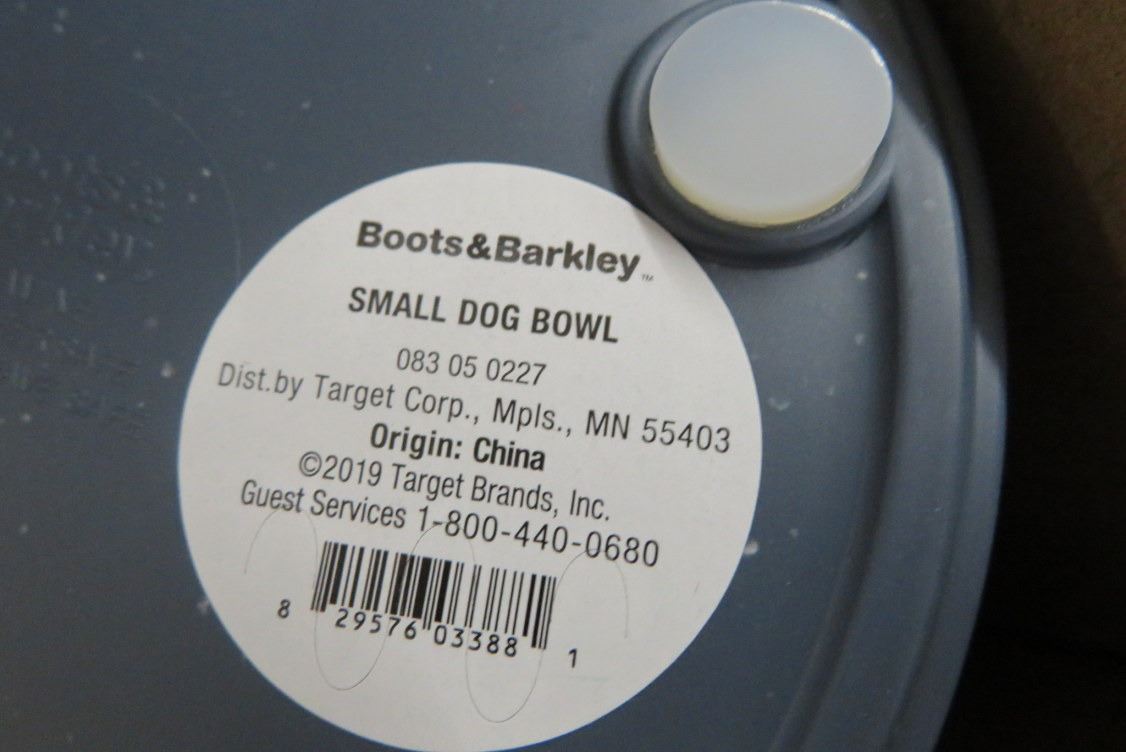 Boots&Barkley™
SMALL DOG BOWL
083 05 0227
Dist.by Target Corp., Mpls., MN 55403
Origin: China
©2019 Target Brands, Inc.
Guest Services 1-800-440-0680
8 29576 03388 1